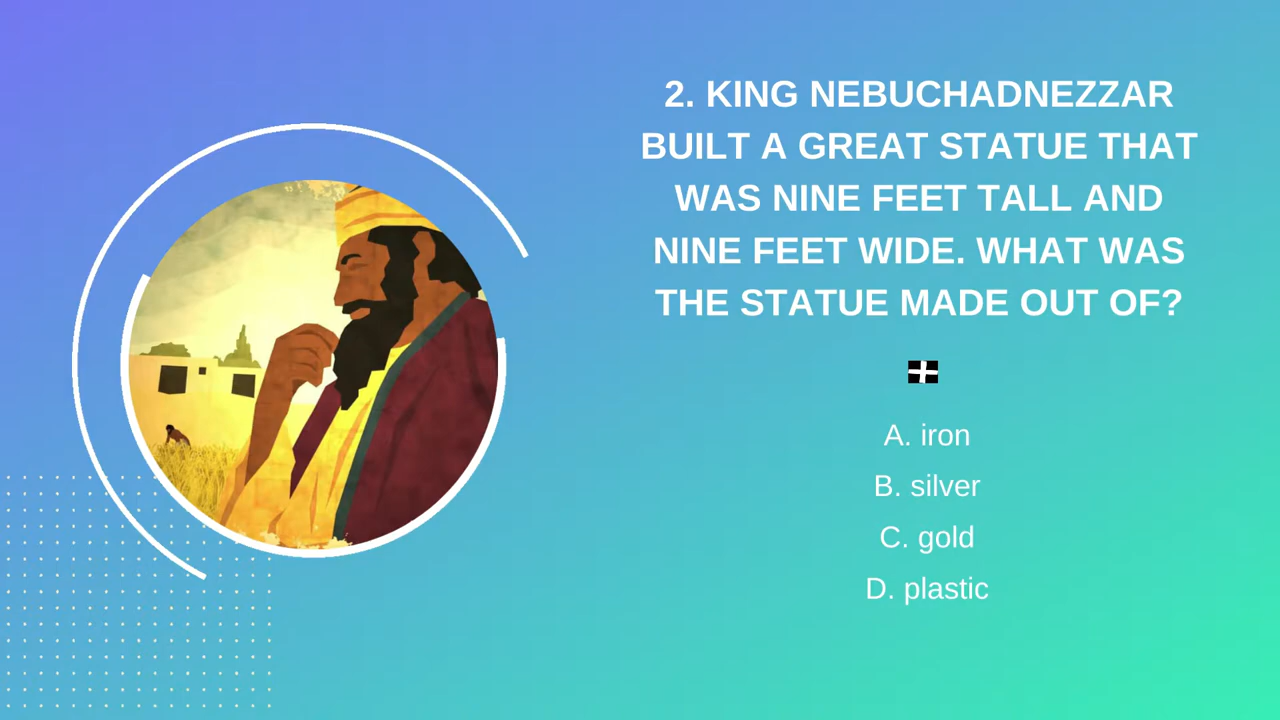 2. KING NEBUCHADNEZZAR
BUILT A GREAT STATUE THAT
WAS NINE FEET TALL AND
NINE FEET WIDE. WHAT WAS
THE STATUE MADE OUT OF?
A. iron
B. silver
C. gold
D. plastic